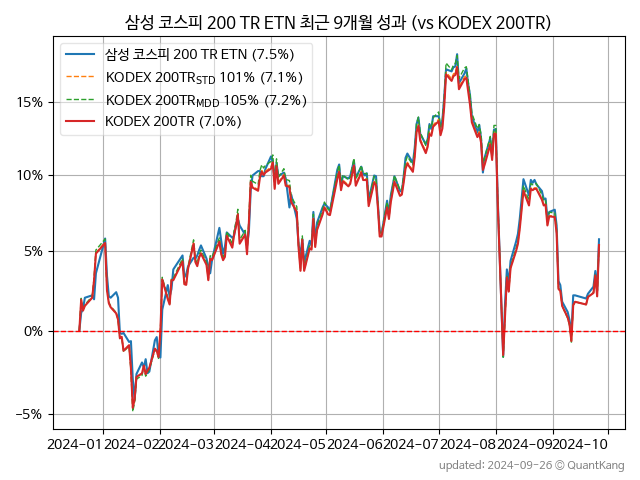 삼성 코스피 200 TR ETN 최근 9개월 성과 (vs KODEX 200TR)
삼성 코스피 200 TR ETN (7.5%)
KODEX 200TR_STD 101% (7.1%)
KODEX 200TR_MDD 105% (7.2%)
KODEX 200TR (7.0%)
15%
10%
5%
0%
−5%
2024-01 2024-02 2024-03 2024-04 2024-05 2024-06 2024-07 2024-08 2024-09 2024-10
updated: 2024-09-26 © QuantKang